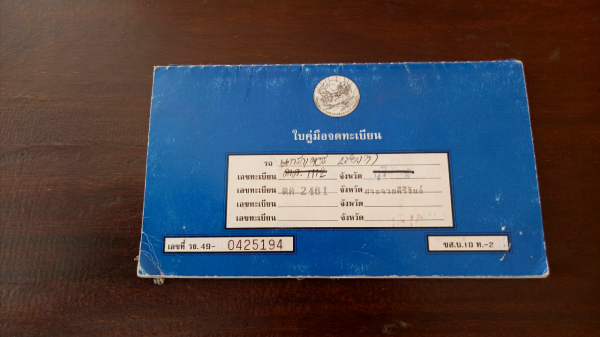 ใบคู่มือจดทะเบียน
รถ
เลขทะเบียน จังหวัด
เลขทะเบียน ตค 2461 จังหวัด ประจวบคีรีขันธ์
เลขทะเบียน จังหวัด
เลขทะเบียน จังหวัด
เลขที่ รย. 49- 0425194
ขส.บ.10 ท.-2